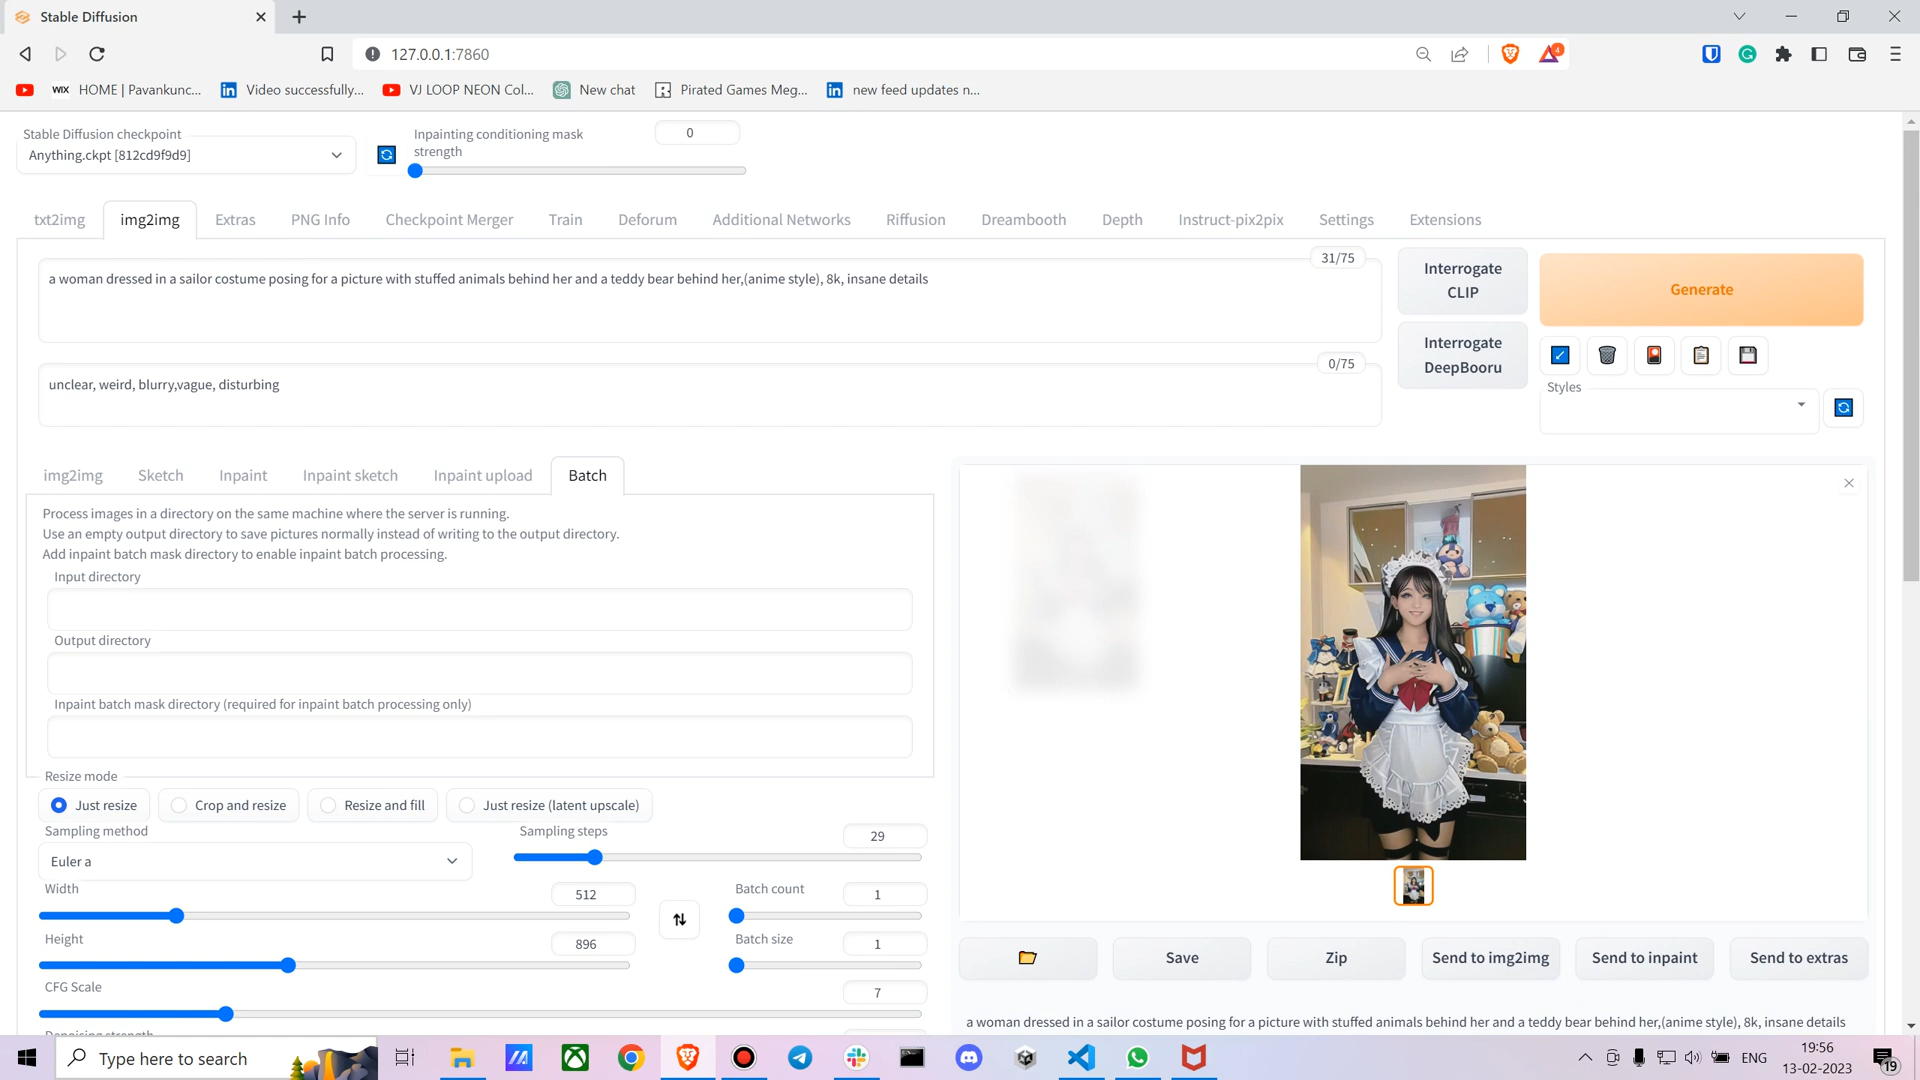 Stable Diffusion
127.0.0.1:7860
4
WIX HOME | Pavankunc...
Video successfully...
VJ LOOP NEON Col...
New chat
Pirated Games Meg...
new feed updates n...
Stable Diffusion checkpoint
Anything.ckpt [812cd9f9d9]
Inpainting conditioning mask
strength
0
txt2img
img2img
Extras
PNG Info
Checkpoint Merger
Train
Deforum
Additional Networks
Riffusion
Dreambooth
Depth
Instruct-pix2pix
Settings
Extensions
31/75
a woman dressed in a sailor costume posing for a picture with stuffed animals behind her and a teddy bear behind her,(anime style), 8k, insane details
Interrogate
CLIP
Generate
0/75
unclear, weird, blurry,vague, disturbing
Interrogate
DeepBooru
Styles
img2img
Sketch
Inpaint
Inpaint sketch
Inpaint upload
Batch
Process images in a directory on the same machine where the server is running.
Use an empty output directory to save pictures normally instead of writing to the output directory.
Add inpaint batch mask directory to enable inpaint batch processing.
Input directory
Output directory
Inpaint batch mask directory (required for inpaint batch processing only)
Resize mode
Just resize
Crop and resize
Resize and fill
Just resize (latent upscale)
Sampling method
Euler a
Sampling steps
29
Width
512
Batch count
1
Height
896
Batch size
1
CFG Scale
7
Denoising strength
Save
Zip
Send to img2img
Send to inpaint
Send to extras
a woman dressed in a sailor costume posing for a picture with stuffed animals behind her and a teddy bear behind her,(anime style), 8k, insane details
Type here to search
ENG
19:56
13-02-2023
19